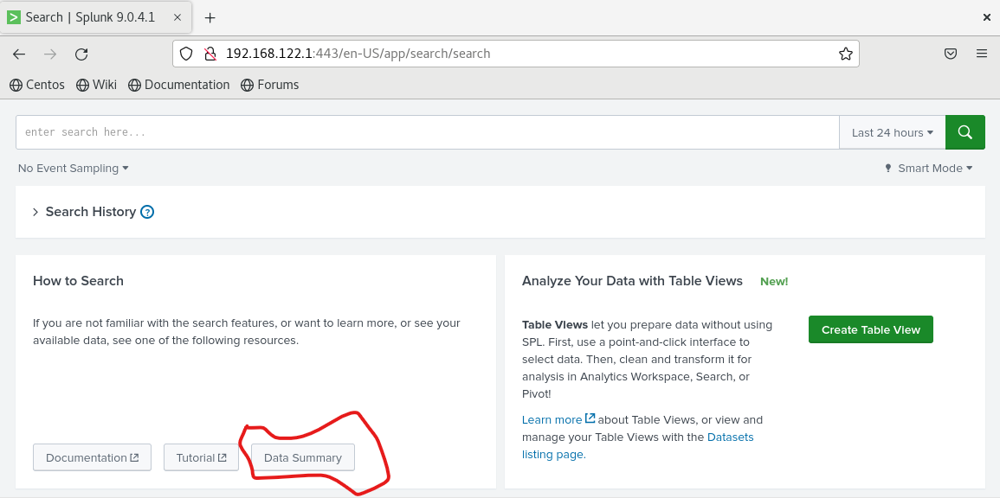 Search | Splunk 9.0.4.1
192.168.122.1:443/en-US/app/search/search
Centos Wiki Documentation Forums
enter search here...
Last 24 hours
No Event Sampling
Smart Mode
Search History ?
How to Search
If you are not familiar with the search features, or want to learn more, or see your
available data, see one of the following resources.
Documentation Tutorial Data Summary
Analyze Your Data with Table Views New!
Table Views let you prepare data without using
SPL. First, use a point-and-click interface to
select data. Then, clean and transform it for
analysis in Analytics Workspace, Search, or
Pivot!
Create Table View
Learn more about Table Views, or view and
manage your Table Views with the Datasets
listing page.